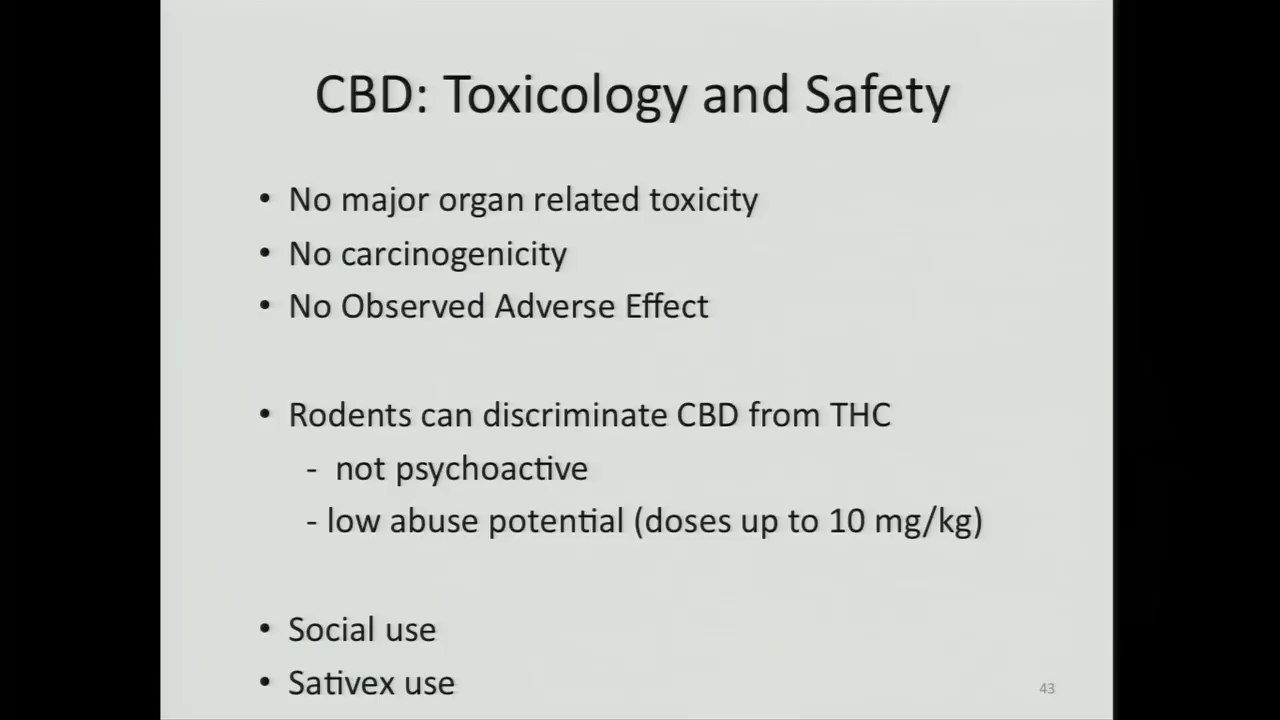 CBD: Toxicology and Safety
• No major organ related toxicity
• No carcinogenicity
• No Observed Adverse Effect
• Rodents can discriminate CBD from THC
- not psychoactive
- low abuse potential (doses up to 10 mg/kg)
• Social use
• Sativex use
43